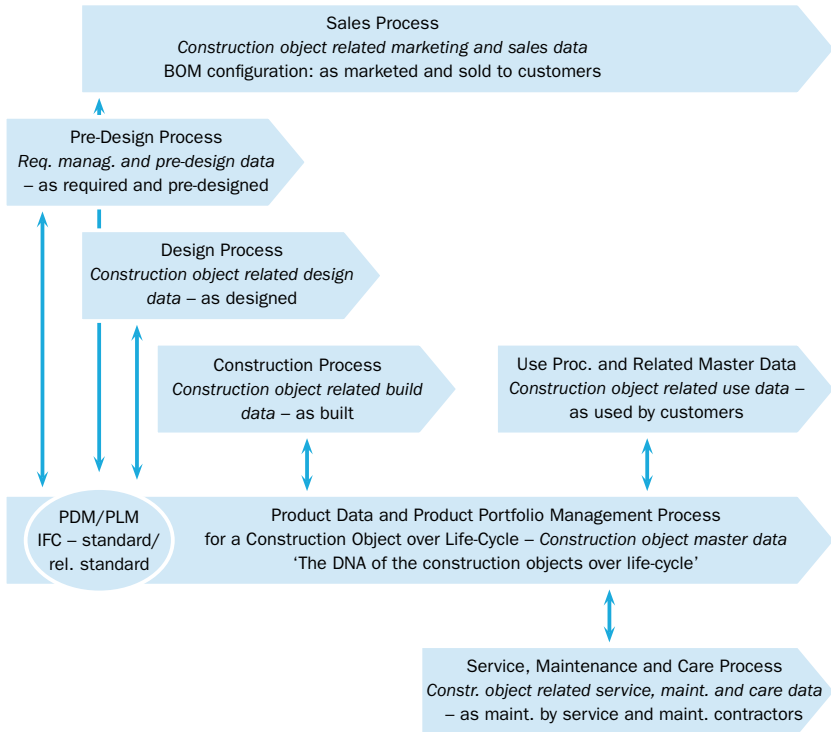 Sales Process
Construction object related marketing and sales data
BOM configuration: as marketed and sold to customers
Pre-Design Process
Req. manag. and pre-design data
– as required and pre-designed
Design Process
Construction object related design
data – as designed
Construction Process
Construction object related build
data – as built
Use Proc. and Related Master Data
Construction object related use data –
as used by customers
PDM/PLM
IFC – standard/
rel. standard
Product Data and Product Portfolio Management Process
for a Construction Object over Life-Cycle – Construction object master data
‘The DNA of the construction objects over life-cycle’
Service, Maintenance and Care Process
Constr. object related service, maint. and care data
– as maint. by service and maint. contractors